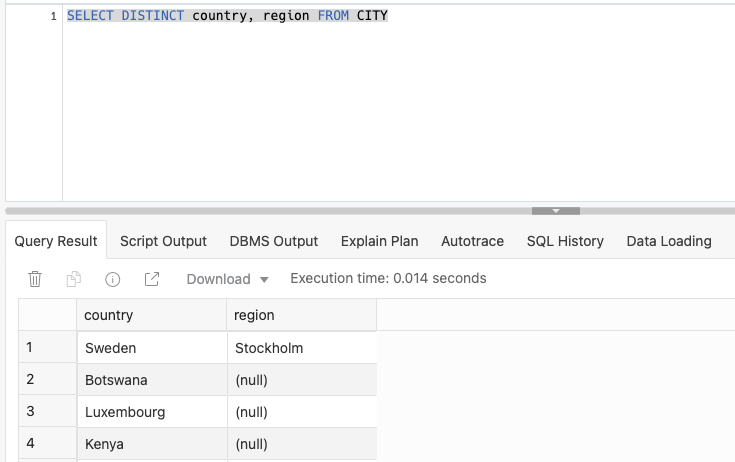 1 SELECT DISTINCT country, region FROM CITY
Query Result Script Output DBMS Output Explain Plan Autotrace SQL History Data Loading
Download Execution time: 0.014 seconds
country region
1 Sweden Stockholm
2 Botswana (null)
3 Luxembourg (null)
4 Kenya (null)